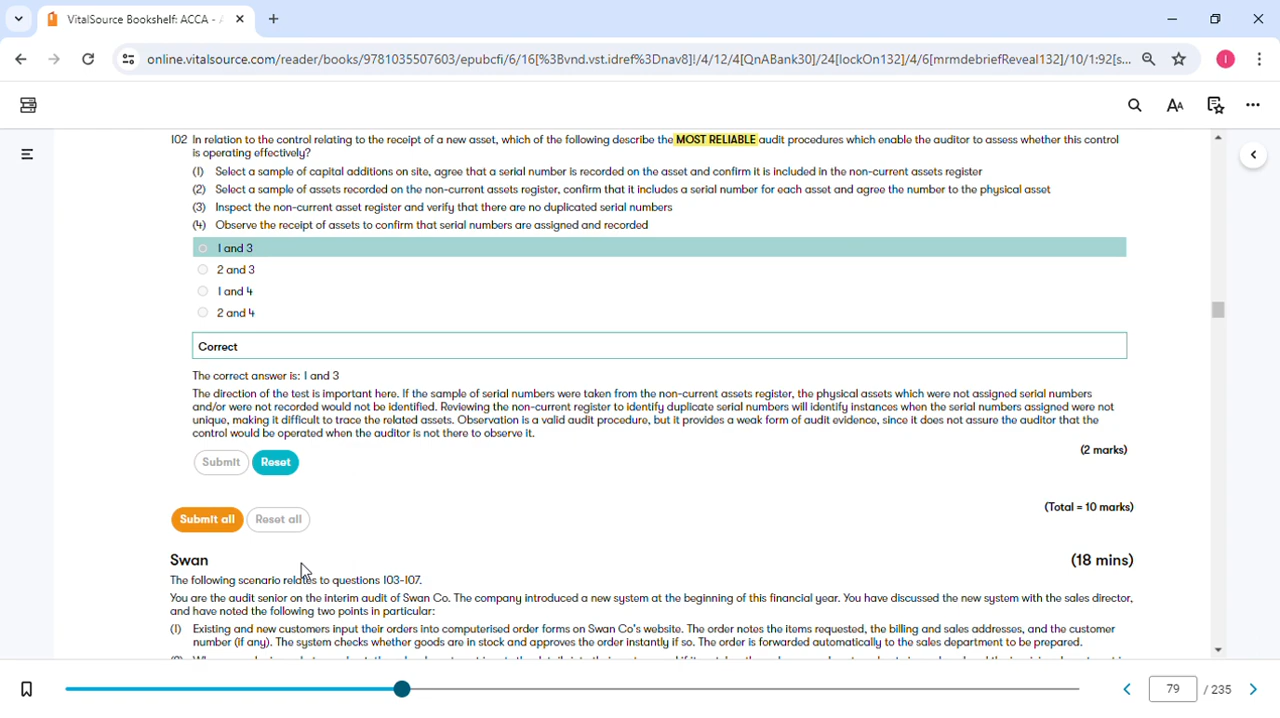 VitalSource Bookshelf: ACCA -
online.vitalsource.com/reader/books/9781035507603/epubcfi/6/16[%3Bvnd.vst.idref%3Dnav8]!/4/12/4[QnABank30]/24[lockOn132]/4/6[mrmdebriefReveal132]/10/1:92[s...
I
AA
102 In relation to the control relating to the receipt of a new asset, which of the following describe the MOST RELIABLE audit procedures which enable the auditor to assess whether this control
is operating effectively?
(1) Select a sample of capital additions on site, agree that a serial number is recorded on the asset and confirm it is included in the non-current assets register
(2) Select a sample of assets recorded on the non-current assets register, confirm that it includes a serial number for each asset and agree the number to the physical asset
(3) Inspect the non-current asset register and verify that there are no duplicated serial numbers
(4) Observe the receipt of assets to confirm that serial numbers are assigned and recorded
1 and 3
2 and 3
1 and 4
2 and 4
Correct
The correct answer is: 1 and 3
The direction of the test is important here. If the sample of serial numbers were taken from the non-current assets register, the physical assets which were not assigned serial numbers
and/or were not recorded would not be identified. Reviewing the non-current register to identify duplicate serial numbers will identify instances when the serial numbers assigned were not
unique, making it difficult to trace the related assets. Observation is a valid audit procedure, but it provides a weak form of audit evidence, since it does not assure the auditor that the
control would be operated when the auditor is not there to observe it.
(2 marks)
Submit Reset
(Total = 10 marks)
Submit all Reset all
Swan (18 mins)
The following scenario relates to questions 103-107.
You are the audit senior on the interim audit of Swan Co. The company introduced a new system at the beginning of this financial year. You have discussed the new system with the sales director,
and have noted the following two points in particular:
(1) Existing and new customers input their orders into computerised order forms on Swan Co's website. The order notes the items requested, the billing and sales addresses, and the customer
number (if any). The system checks whether goods are in stock and approves the order instantly if so. The order is forwarded automatically to the sales department to be prepared.
79 / 235